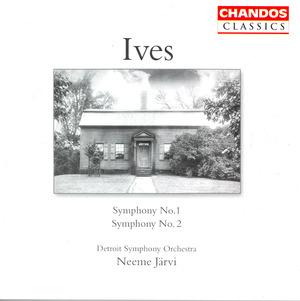 CHANDOS
CLASSICS
Ives
Symphony No.1
Symphony No. 2
Detroit Symphony Orchestra
Neeme Järvi